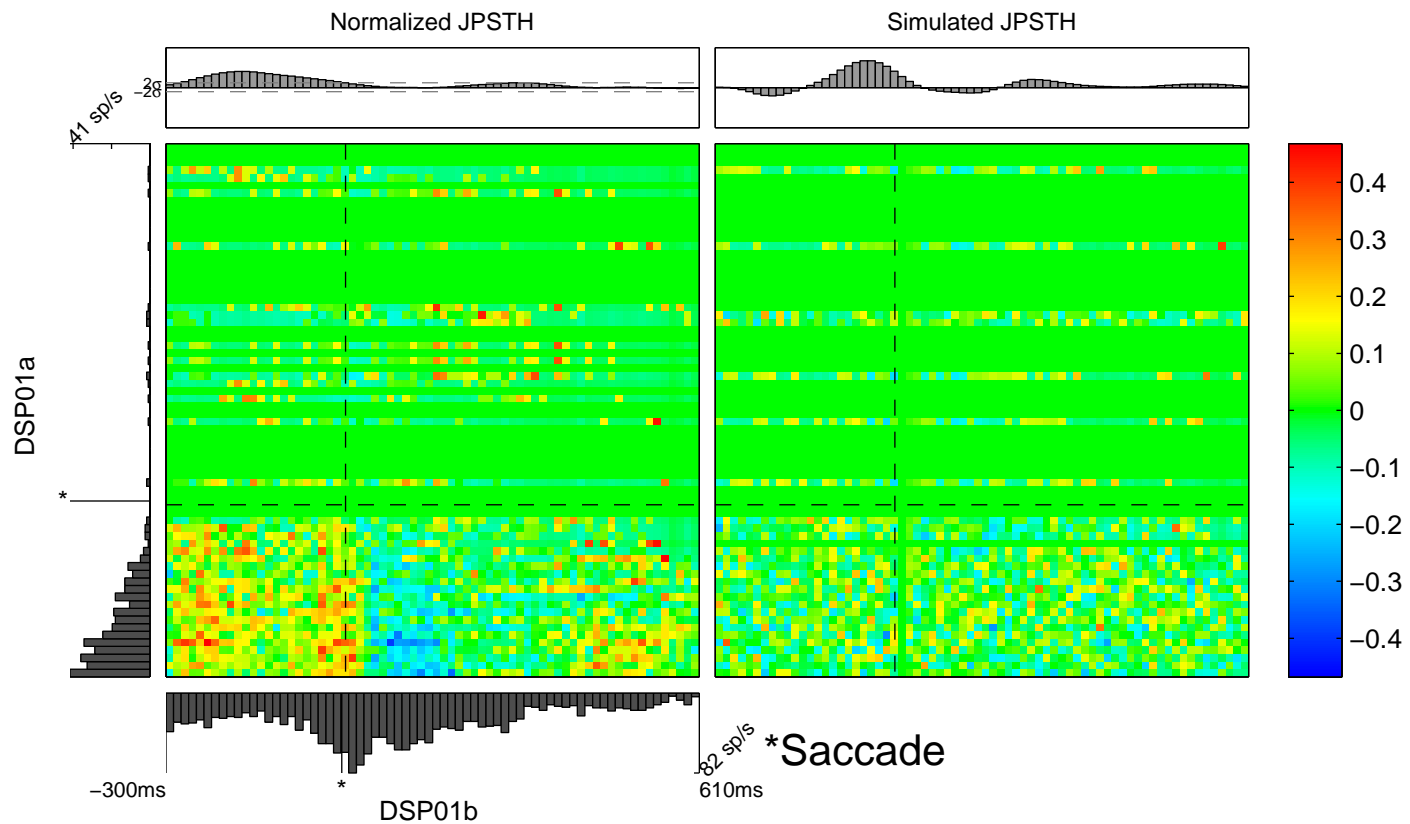 Normalized JPSTH
Simulated JPSTH
2σ
−2σ
41 sp/s
0.4
0.3
0.2
0.1
0
−0.1
−0.2
−0.3
−0.4
DSP01a
*
82 sp/s
*Saccade
−300ms
*
610ms
DSP01b